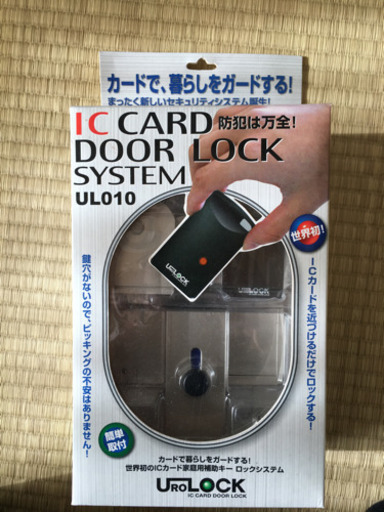 カードで、暮らしをガードする!
まったく新しいセキュリティシステム誕生!
IC CARD
防犯は万全!
DOOR LOCK
SYSTEM
UL010
世界初!
ICカードを近づけるだけでロックする!
UROLOCK
UROLOCK
鍵穴がないので、ピッキングの不安はありません!
簡単
取付
カードで暮らしをガードする!
世界初のICカード家庭用補助キー ロックシステム
UROLOCK
IC CARD DOOR LOCK